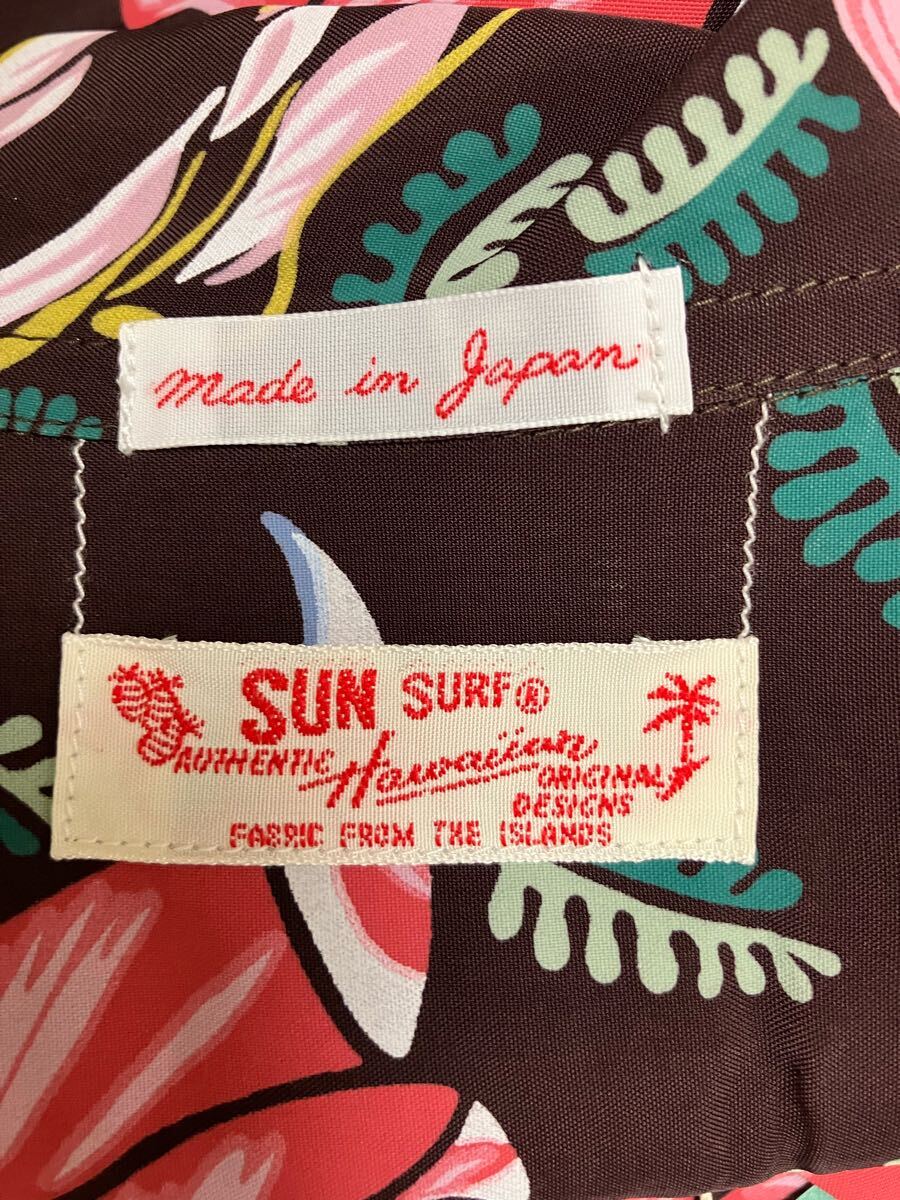 made in Japan
SUN SURF®
AUTHENTIC Hawaiian ORIGINAL
DESIGNS
FABRIC FROM THE ISLANDS